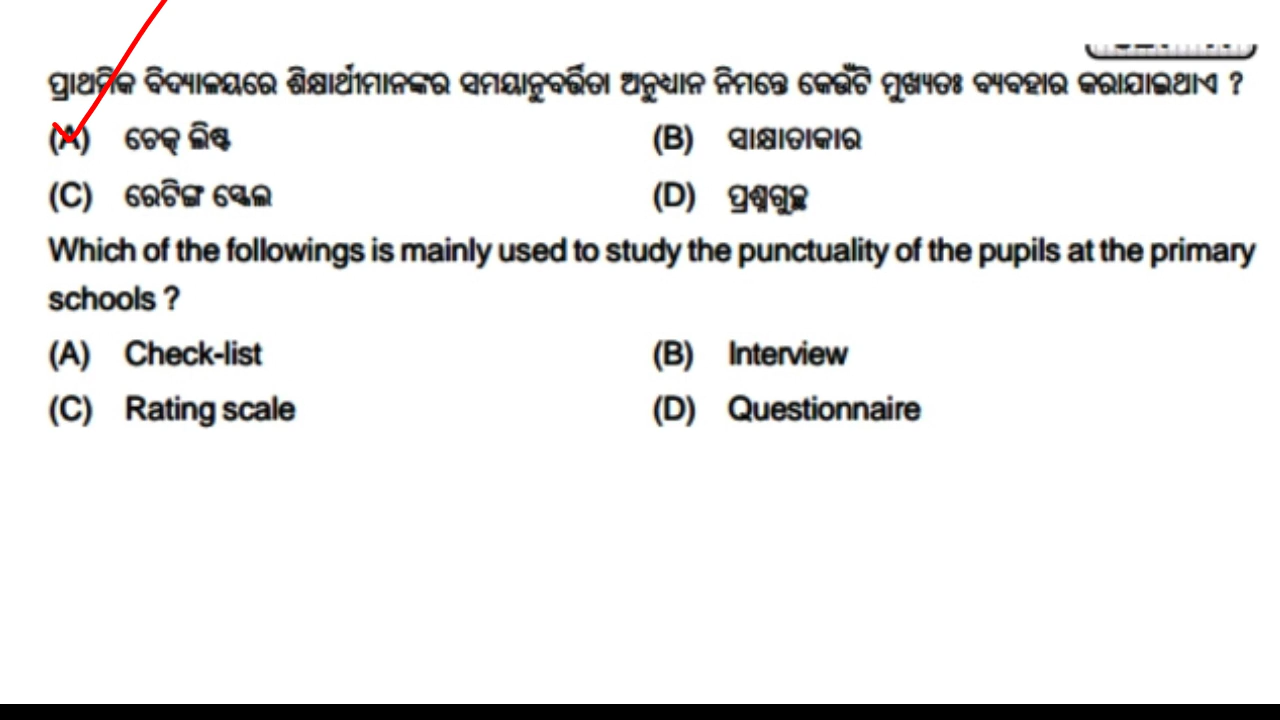 ପ୍ରାଥମିକ ବିଦ୍ୟାଳୟରେ ଶିକ୍ଷାର୍ଥୀମାନଙ୍କର ସମୟାନୁବର୍ତ୍ତିତା ଅନୁଧ୍ୟାନ ନିମନ୍ତେ କେଉଁଟି ମୁଖ୍ୟତଃ ବ୍ୟବହାର କରାଯାଇଥାଏ ?
(A) ଚେକ୍ ଲିଷ୍ଟ (B) ସାକ୍ଷାତାକାର
(C) ରେଟିଙ୍ଗ ସ୍କେଲ (D) ପ୍ରଶ୍ନଗୁଚ୍ଛ
Which of the followings is mainly used to study the punctuality of the pupils at the primary
schools ?
(A) Check-list (B) Interview
(C) Rating scale (D) Questionnaire